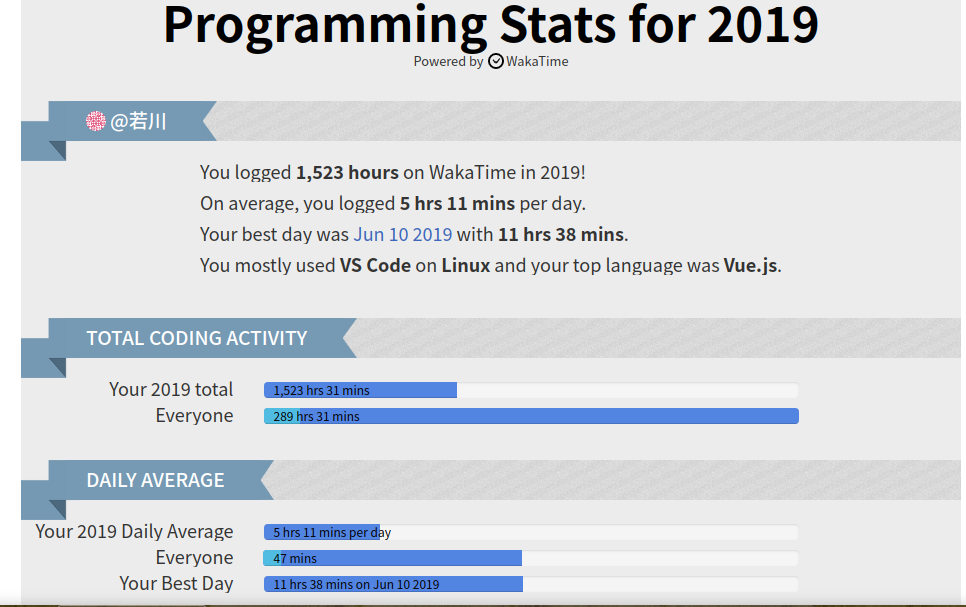 Programming Stats for 2019
Powered by WakaTime
@若川
You logged 1,523 hours on WakaTime in 2019!
On average, you logged 5 hrs 11 mins per day.
Your best day was Jun 10 2019 with 11 hrs 38 mins.
You mostly used VS Code on Linux and your top language was Vue.js.
TOTAL CODING ACTIVITY
Your 2019 total 1,523 hrs 31 mins
Everyone 289 hrs 31 mins
DAILY AVERAGE
Your 2019 Daily Average 5 hrs 11 mins per day
Everyone 47 mins
Your Best Day 11 hrs 38 mins on Jun 10 2019